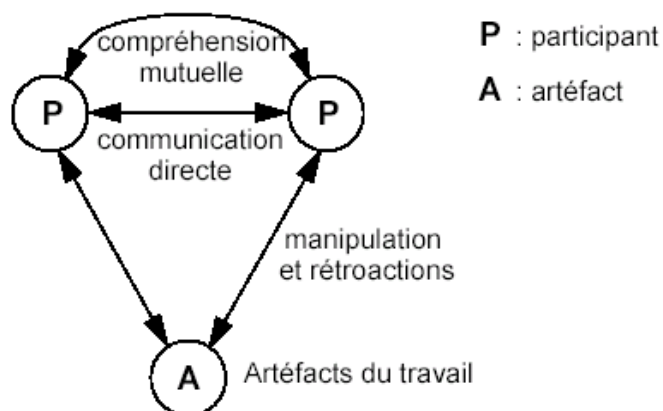 compréhension
mutuelle
P
P
communication
directe
P : participant
A : artéfact
manipulation
et rétroactions
A
Artéfacts du travail